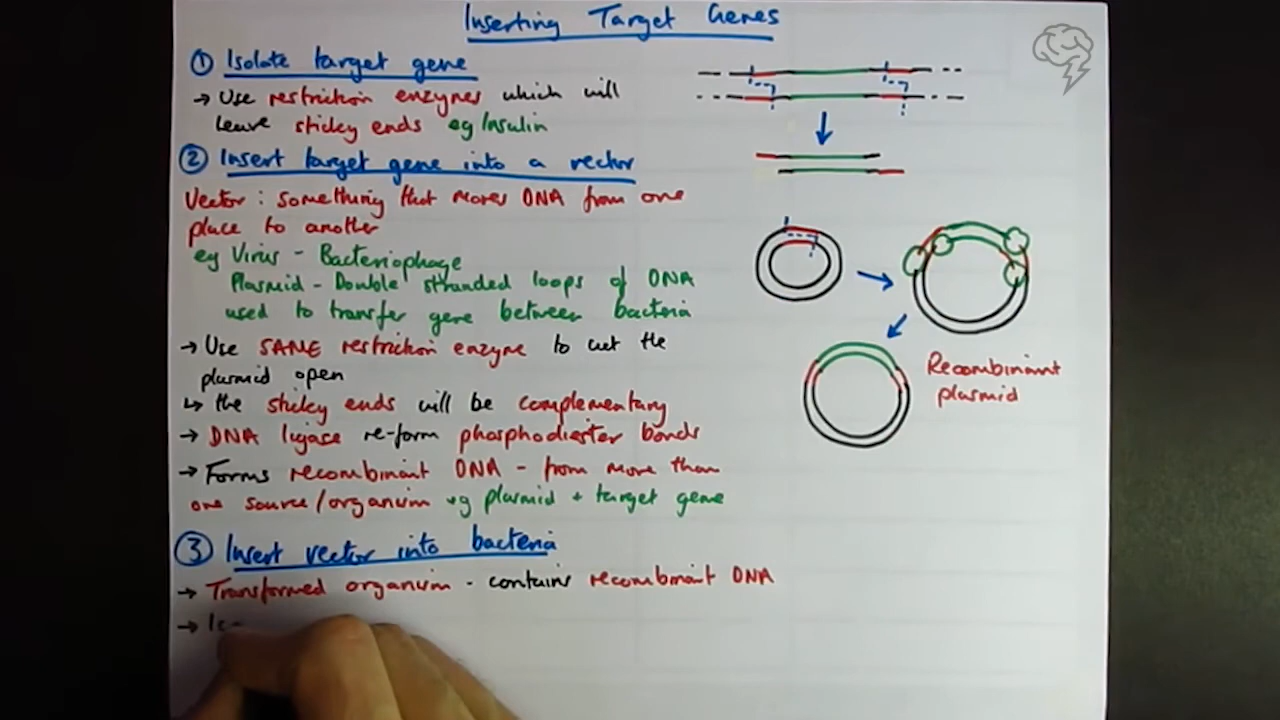 Inserting Target Genes
① Isolate target gene
→ Use restriction enzymes which will
leave sticky ends eg Insulin
② Insert target gene into a vector
Vector : Something that moves DNA from one
place to another
eg Virus - Bacteriophage
Plasmid - Double stranded loops of DNA
used to transfer gene between bacteria
→ Use SAME restriction enzyme to cut the
plasmid open
↳ the sticky ends will be complementary
→ DNA ligase re-form phosphodiester bonds
→ Forms recombinant DNA - from more than
one source/organism eg plasmid + target gene
③ Insert vector into bacteria
→ Transformed organism - contains recombinant DNA
→
Recombinant
plasmid